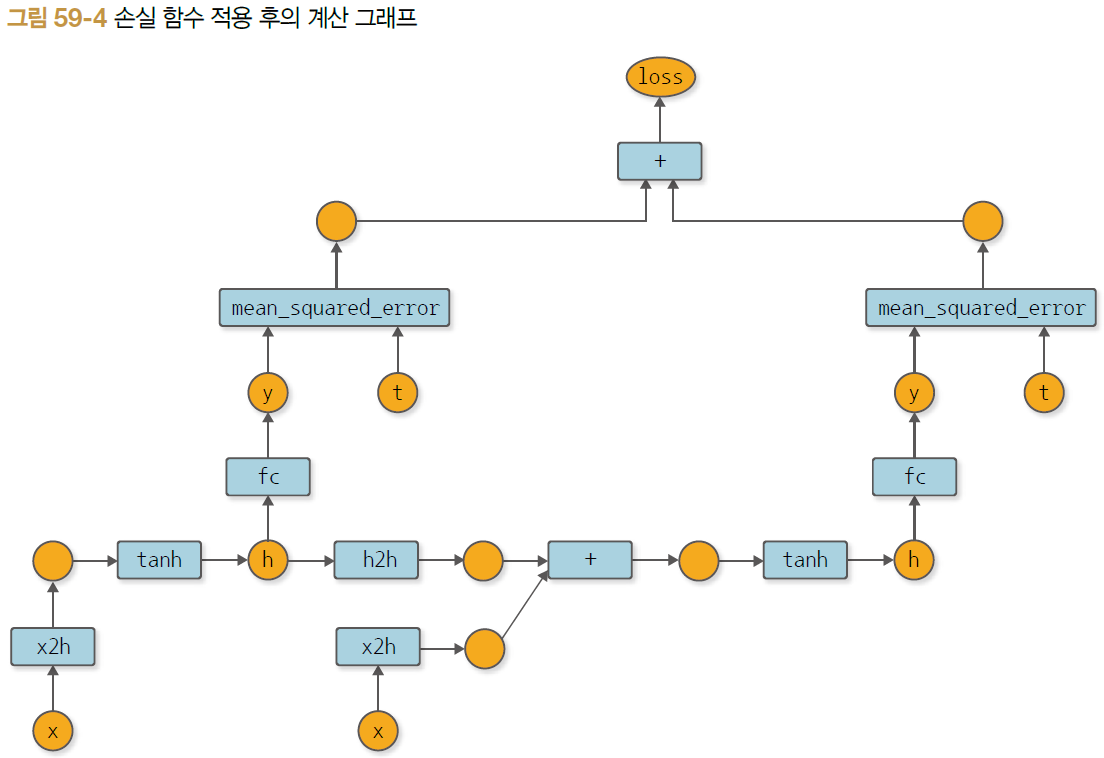 그림 59-4 손실 함수 적용 후의 계산 그래프
loss
+
mean_squared_error
mean_squared_error
y
t
y
t
fc
fc
tanh
h
h2h
+
tanh
h
x2h
x2h
x
x